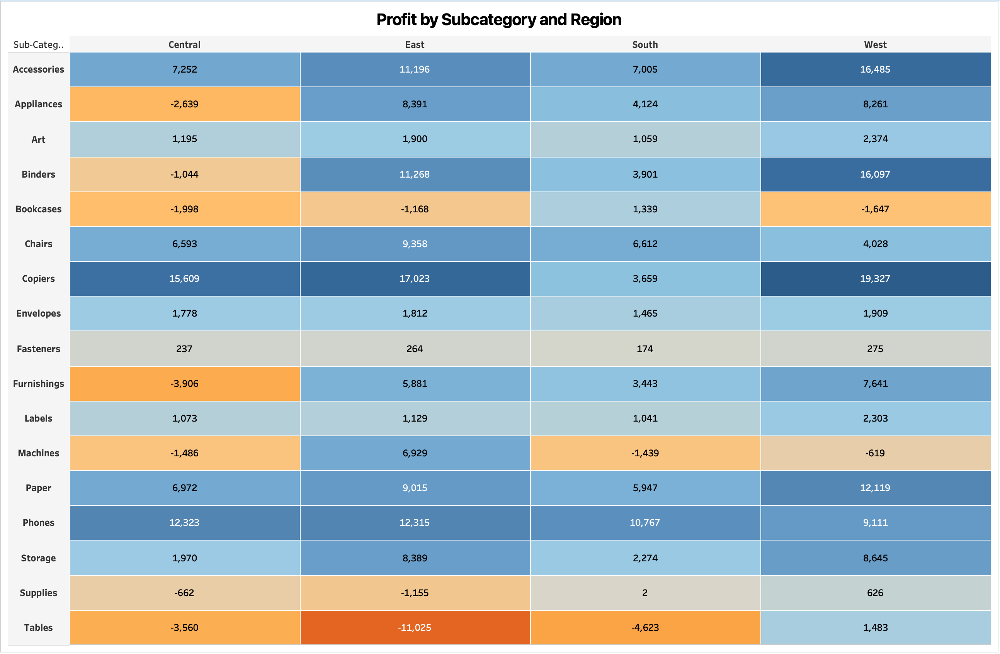 Profit by Subcategory and Region
Sub-Categ.. Central East South West
Accessories 7,252 11,196 7,005 16,485
Appliances -2,639 8,391 4,124 8,261
Art 1,195 1,900 1,059 2,374
Binders -1,044 11,268 3,901 16,097
Bookcases -1,998 -1,168 1,339 -1,647
Chairs 6,593 9,358 6,612 4,028
Copiers 15,609 17,023 3,659 19,327
Envelopes 1,778 1,812 1,465 1,909
Fasteners 237 264 174 275
Furnishings -3,906 5,881 3,443 7,641
Labels 1,073 1,129 1,041 2,303
Machines -1,486 6,929 -1,439 -619
Paper 6,972 9,015 5,947 12,119
Phones 12,323 12,315 10,767 9,111
Storage 1,970 8,389 2,274 8,645
Supplies -662 -1,155 2 626
Tables -3,560 -11,025 -4,623 1,483